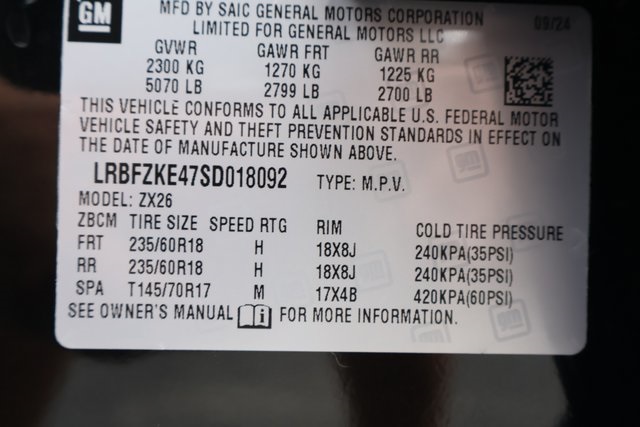 GM
MFD BY SAIC GENERAL MOTORS CORPORATION
LIMITED FOR GENERAL MOTORS LLC
09/24
GVWR GAWR FRT GAWR RR
2300 KG 1270 KG 1225 KG
5070 LB 2799 LB 2700 LB
THIS VEHICLE CONFORMS TO ALL APPLICABLE U.S. FEDERAL MOTOR
VEHICLE SAFETY AND THEFT PREVENTION STANDARDS IN EFFECT ON
THE DATE OF MANUFACTURE SHOWN ABOVE.
LRBFZKE47SD018092 TYPE: M.P.V.
MODEL: ZX26
ZBCM TIRE SIZE SPEED RTG RIM COLD TIRE PRESSURE
FRT 235/60R18 H 18X8J 240KPA(35PSI)
RR 235/60R18 H 18X8J 240KPA(35PSI)
SPA T145/70R17 M 17X4B 420KPA(60PSI)
SEE OWNER'S MANUAL i FOR MORE INFORMATION.